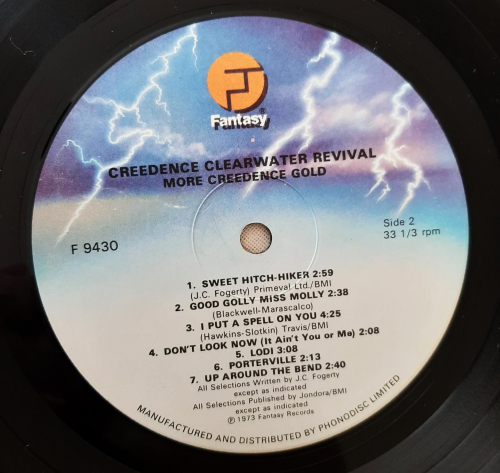 Fantasy®
CREEDENCE CLEARWATER REVIVAL
MORE CREEDENCE GOLD
F 9430
Side 2
33 1/3 rpm
1. SWEET HITCH-HIKER 2:59
(J.C. Fogerty) Primeval Ltd./BMI
2. GOOD GOLLY MISS MOLLY 2:38
(Blackwell-Marascalco)
3. I PUT A SPELL ON YOU 4:25
(Hawkins-Slotkin) Travis/BMI
4. DON'T LOOK NOW (It Ain't You or Me) 2:08
5. LODI 3:08
6. PORTERVILLE 2:13
7. UP AROUND THE BEND 2:40
All Selections Written by J.C. Fogerty
except as indicated
All Selections Published by Jondora/BMI
except as indicated
℗ 1973 Fantasy Records
MANUFACTURED AND DISTRIBUTED BY PHONODISC LIMITED